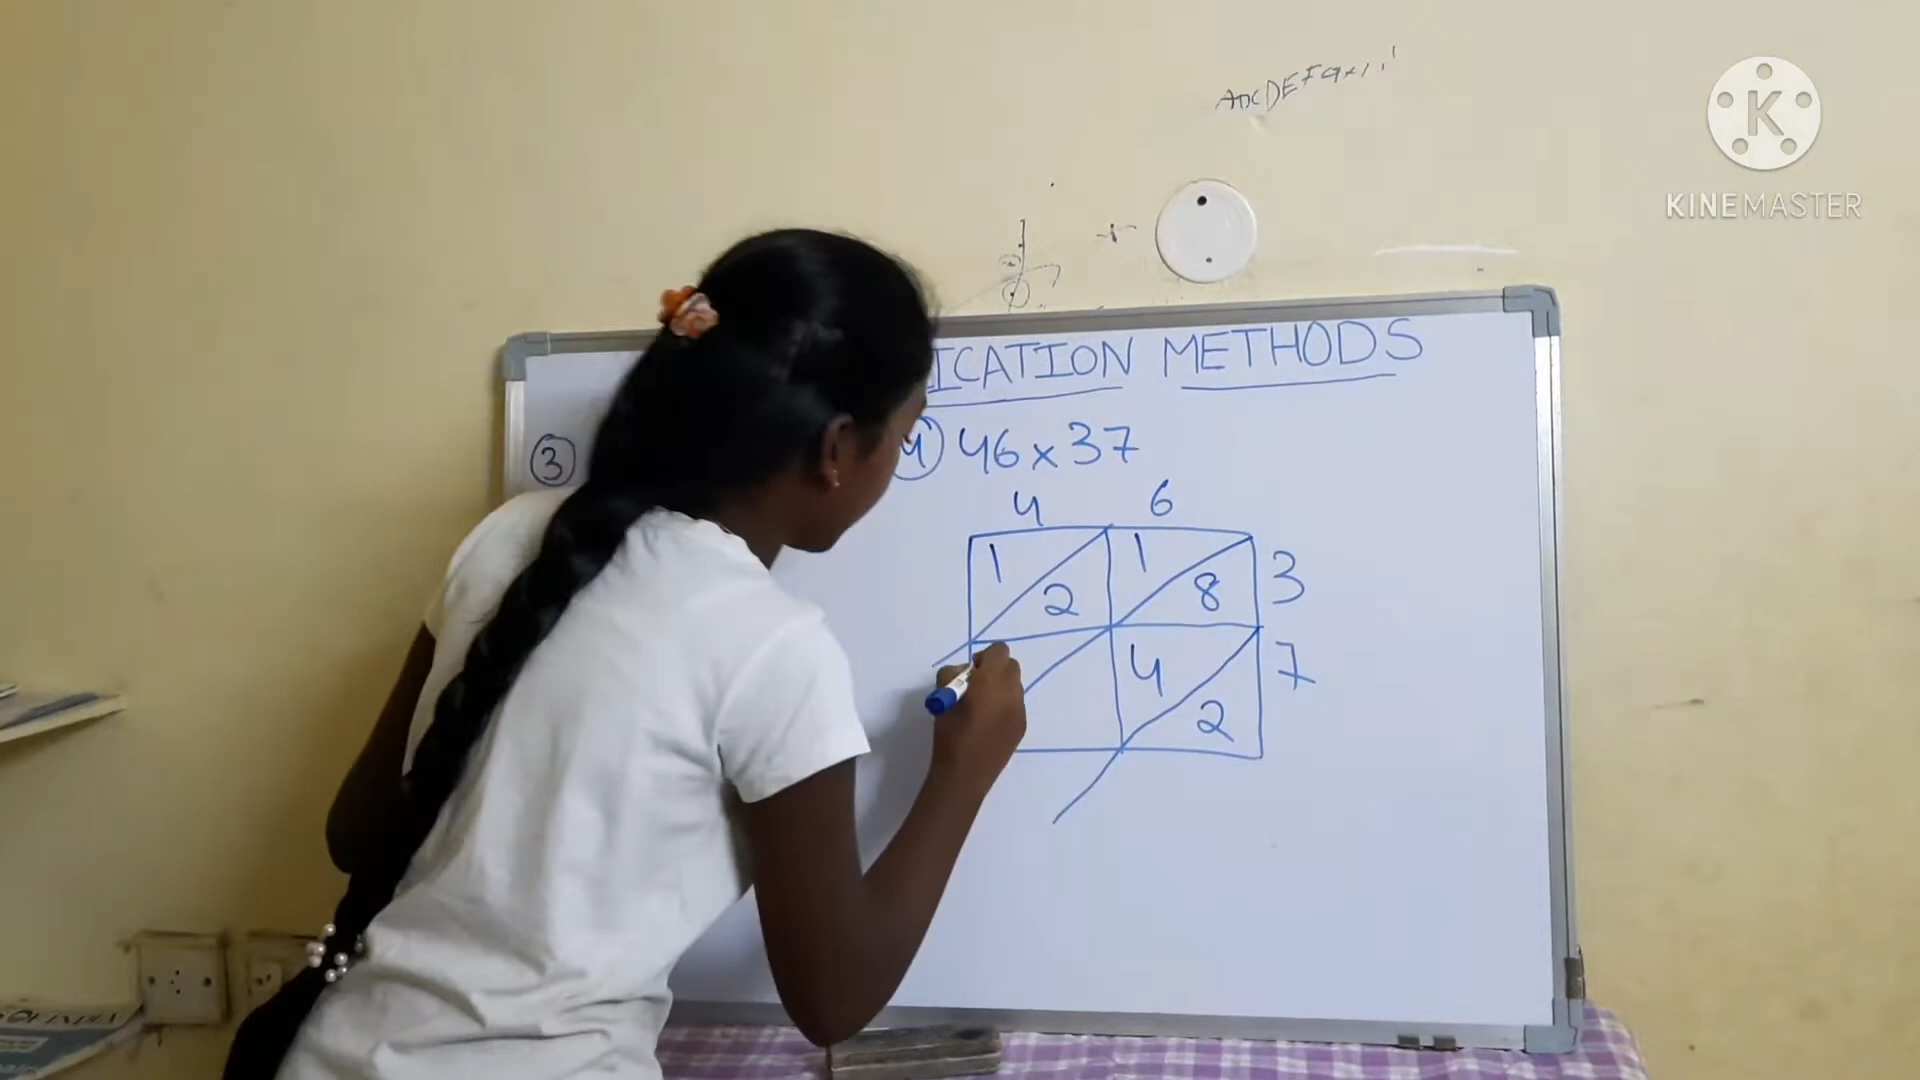 KINEMASTER
ICATION METHODS
3
4 46 x 37
4 6
1 2 1 8 3
4 2 7